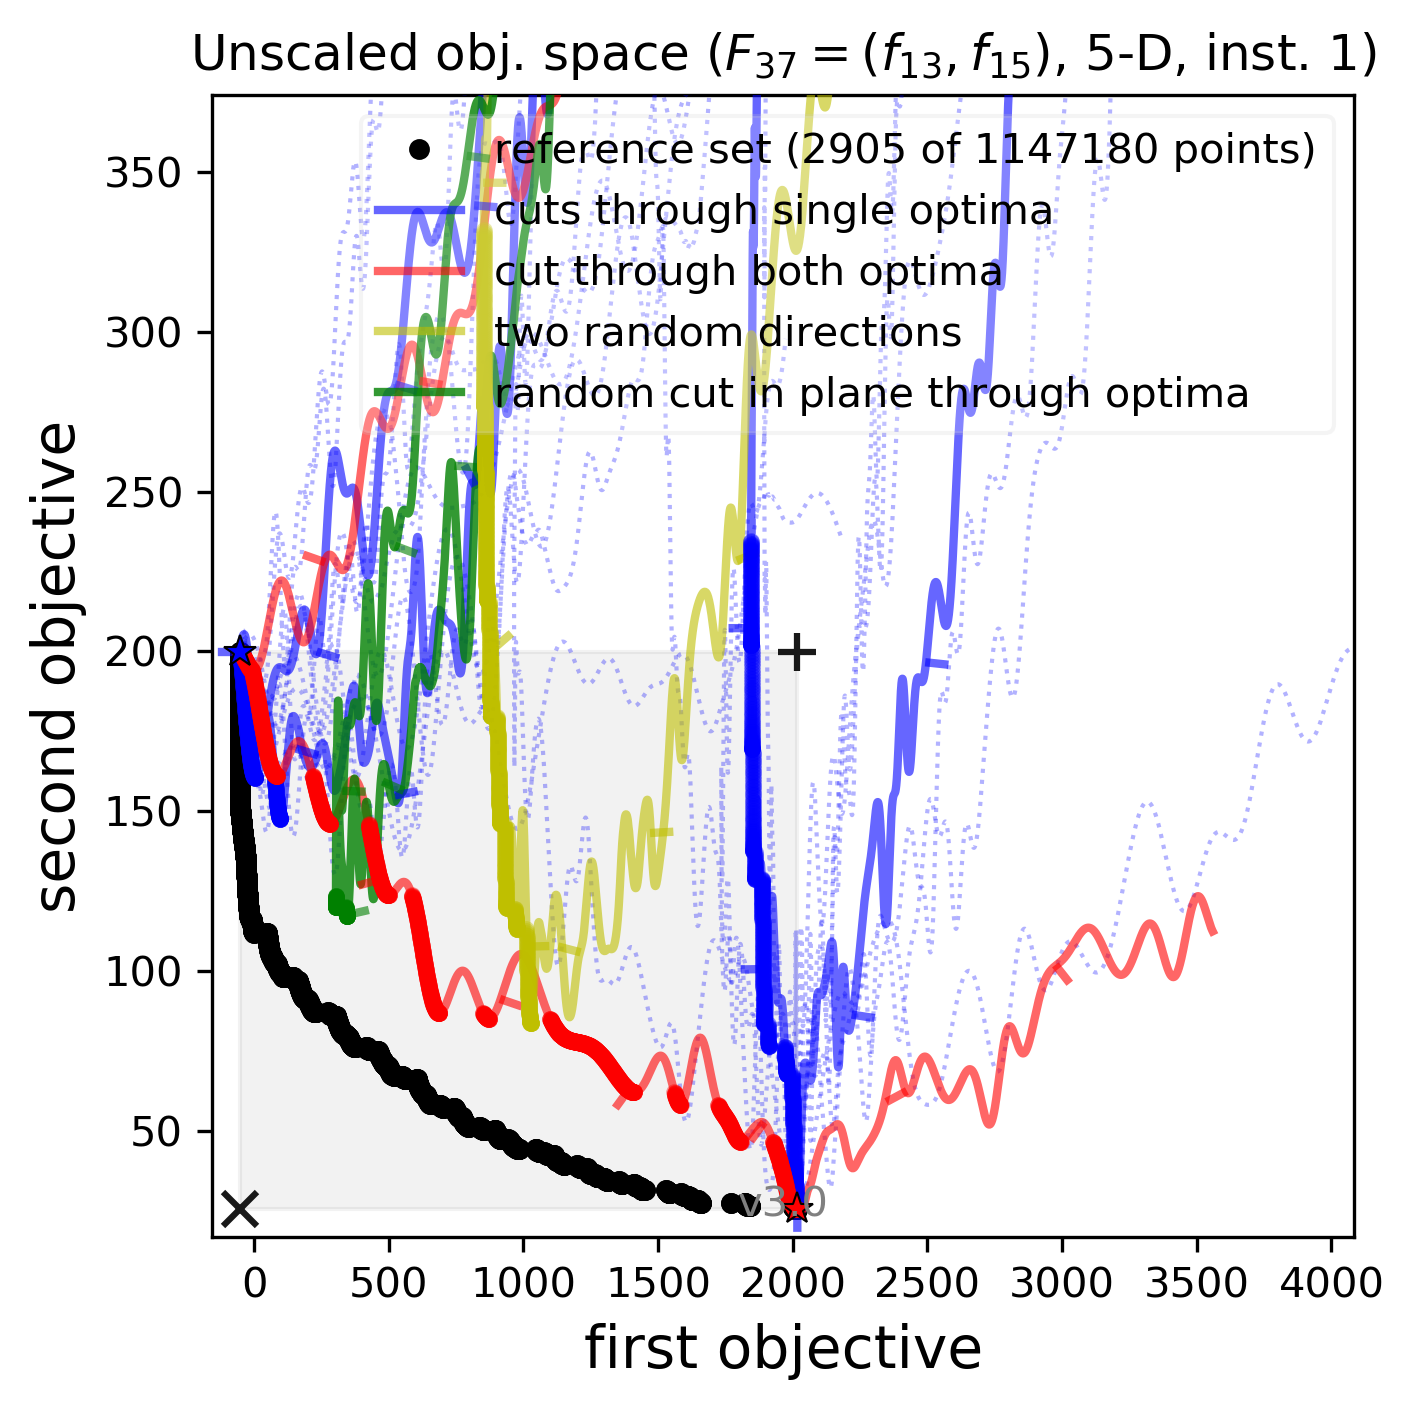 Unscaled obj. space (F₃₇ = (f₁₃, f₁₅), 5-D, inst. 1)
reference set (2905 of 1147180 points)
cuts through single optima
cut through both optima
two random directions
random cut in plane through optima
second objective
350
300
250
200
150
100
50
v3.0
0 500 1000 1500 2000 2500 3000 3500 4000
first objective